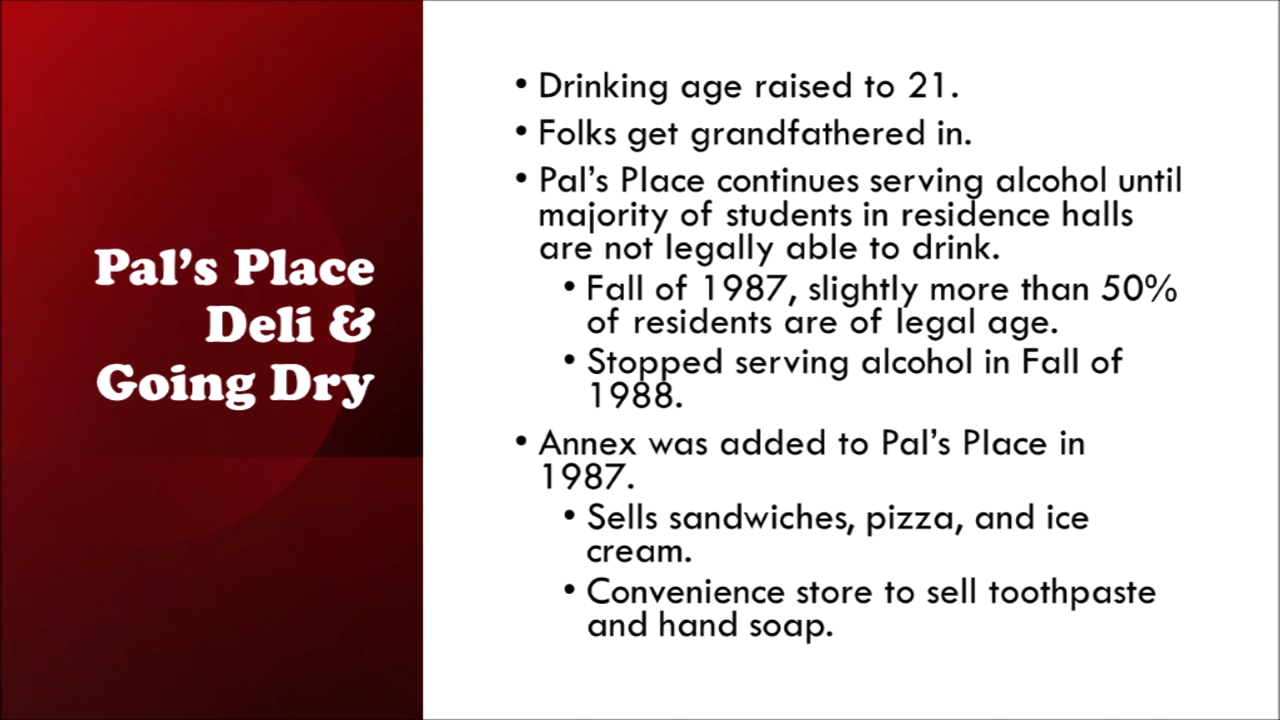 Pal’s Place
Deli &
Going Dry
• Drinking age raised to 21.
• Folks get grandfathered in.
• Pal’s Place continues serving alcohol until
majority of students in residence halls
are not legally able to drink.
• Fall of 1987, slightly more than 50%
of residents are of legal age.
• Stopped serving alcohol in Fall of
1988.
• Annex was added to Pal’s Place in
1987.
• Sells sandwiches, pizza, and ice
cream.
• Convenience store to sell toothpaste
and hand soap.